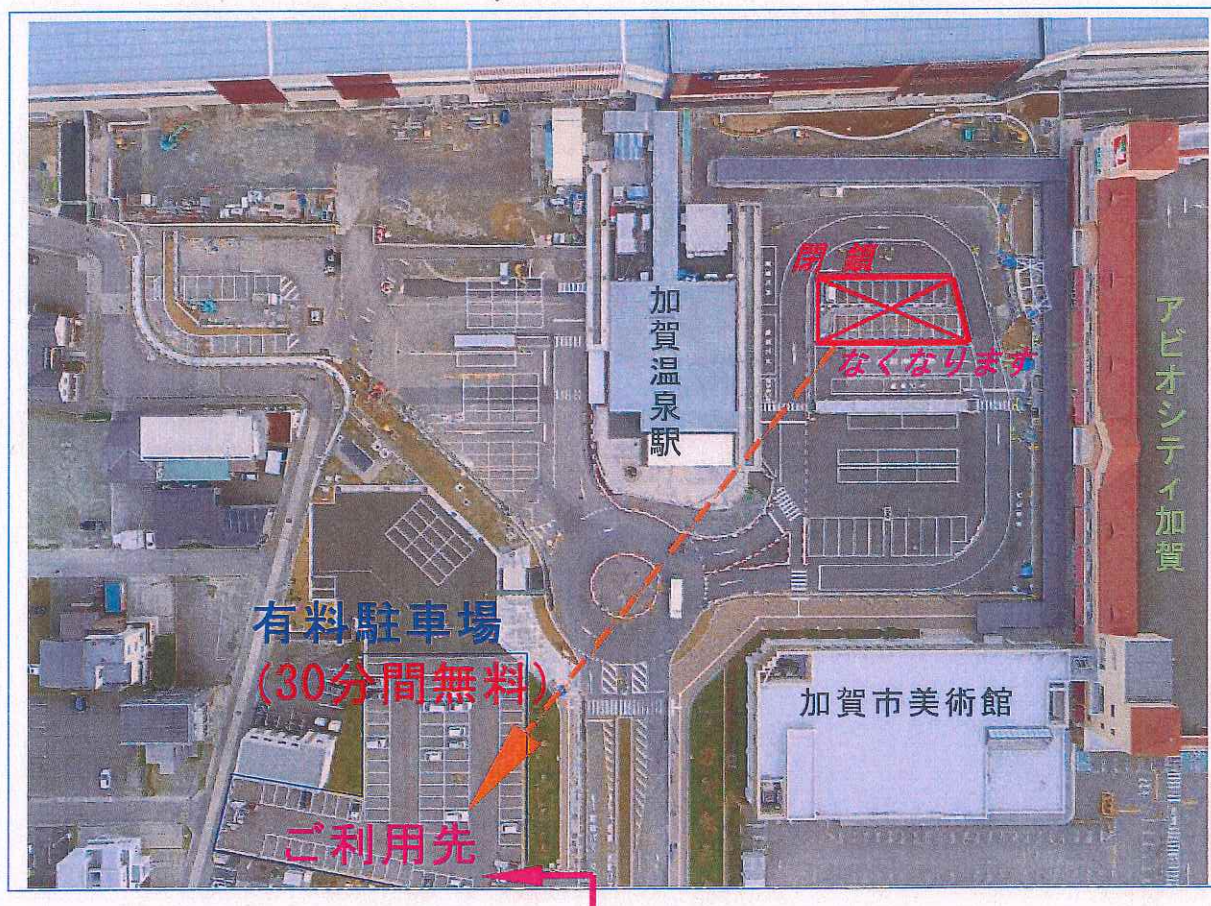 閉鎖
なくなります
加賀温泉駅
アビオシティ加賀
有料駐車場
(30分間無料)
加賀市美術館
ご利用先